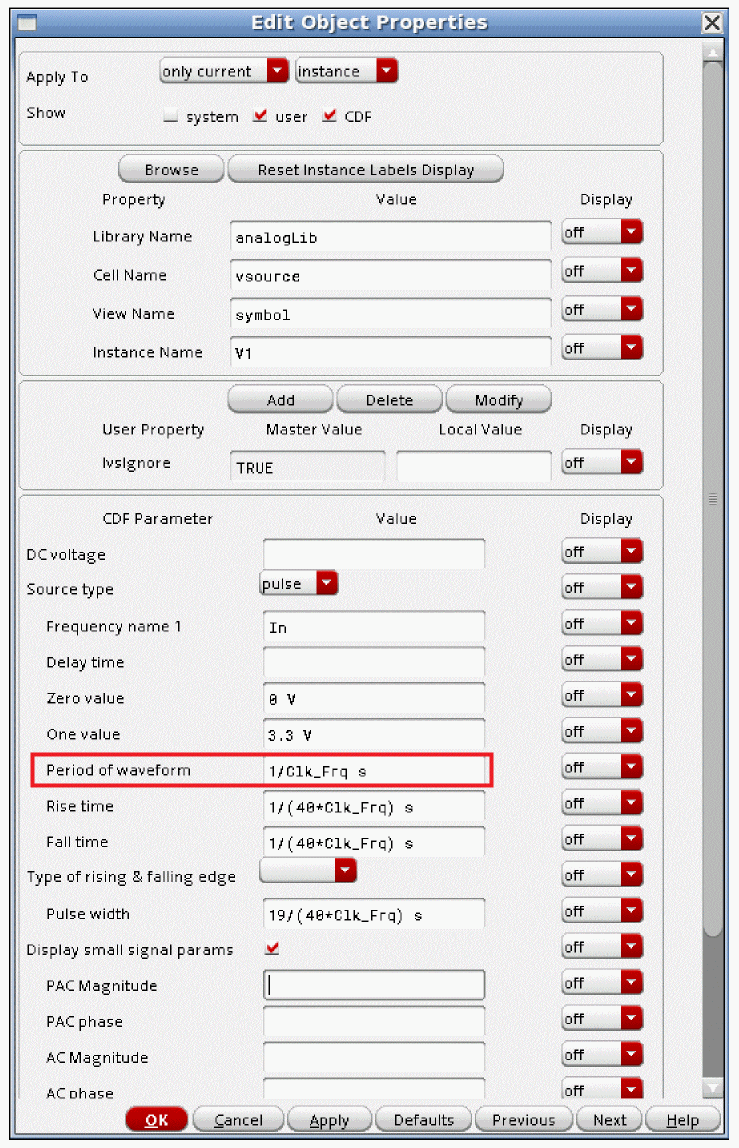 Edit Object Properties
Apply To only current instance
Show system user CDF
Browse Reset Instance Labels Display
Property Value Display
Library Name analogLib off
Cell Name vsource off
View Name symbol off
Instance Name V1 off
Add Delete Modify
User Property Master Value Local Value Display
lvsIgnore TRUE off
CDF Parameter Value Display
DC voltage off
Source type pulse off
Frequency name 1 In off
Delay time off
Zero value 0 V off
One value 3.3 V off
Period of waveform 1/Clk_Frq s off
Rise time 1/(40*Clk_Frq) s off
Fall time 1/(40*Clk_Frq) s off
Type of rising & falling edge off
Pulse width 19/(40*Clk_Frq) s off
Display small signal params off
PAC Magnitude off
PAC phase off
AC Magnitude off
AC phase off
OK Cancel Apply Defaults Previous Next Help